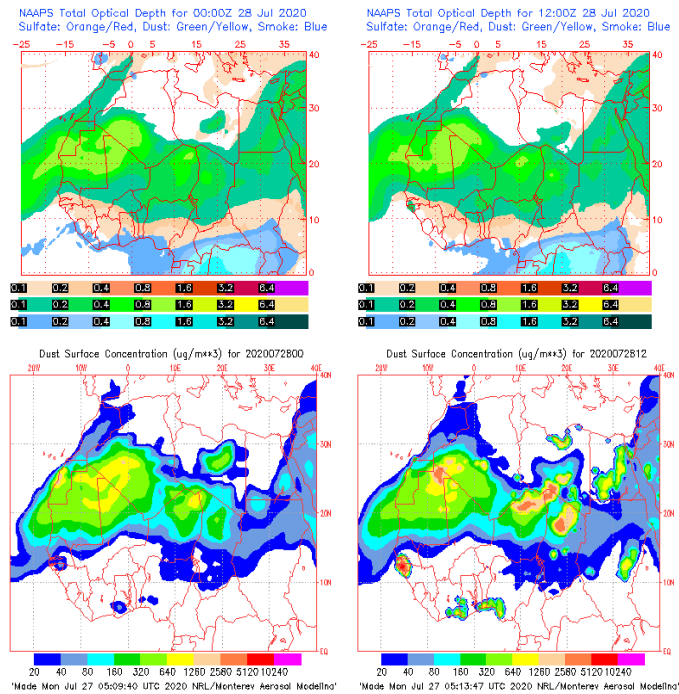 NAAPS Total Optical Depth for 00:00Z 28 Jul 2020
Sulfate: Orange/Red, Dust: Green/Yellow, Smoke: Blue
-25 -15 -5 0 5 15 25 35 40
40
30
20
10
0
0.1 0.2 0.4 0.8 1.6 3.2 6.4
0.1 0.2 0.4 0.8 1.6 3.2 6.4
0.1 0.2 0.4 0.8 1.6 3.2 6.4
NAAPS Total Optical Depth for 12:00Z 28 Jul 2020
Sulfate: Orange/Red, Dust: Green/Yellow, Smoke: Blue
-25 -15 -5 0 5 15 25 35 40
40
30
20
10
0
0.1 0.2 0.4 0.8 1.6 3.2 6.4
0.1 0.2 0.4 0.8 1.6 3.2 6.4
0.1 0.2 0.4 0.8 1.6 3.2 6.4
Dust Surface Concentration (ug/m**3) for 2020072800
20W 10W 0 10E 20E 30E 40E
40N
30N
20N
10N
EQ
20 40 80 160 320 640 1280 2560 5120 10240
'Made Mon Jul 27 05:09:40 UTC 2020 NRL/Monterey Aerosol Modeling'
Dust Surface Concentration (ug/m**3) for 2020072812
20W 10W 0 10E 20E 30E 40E
40N
30N
20N
10N
EQ
20 40 80 160 320 640 1280 2560 5120 10240
'Made Mon Jul 27 05:13:47 UTC 2020 NRL/Monterey Aerosol Modeling'